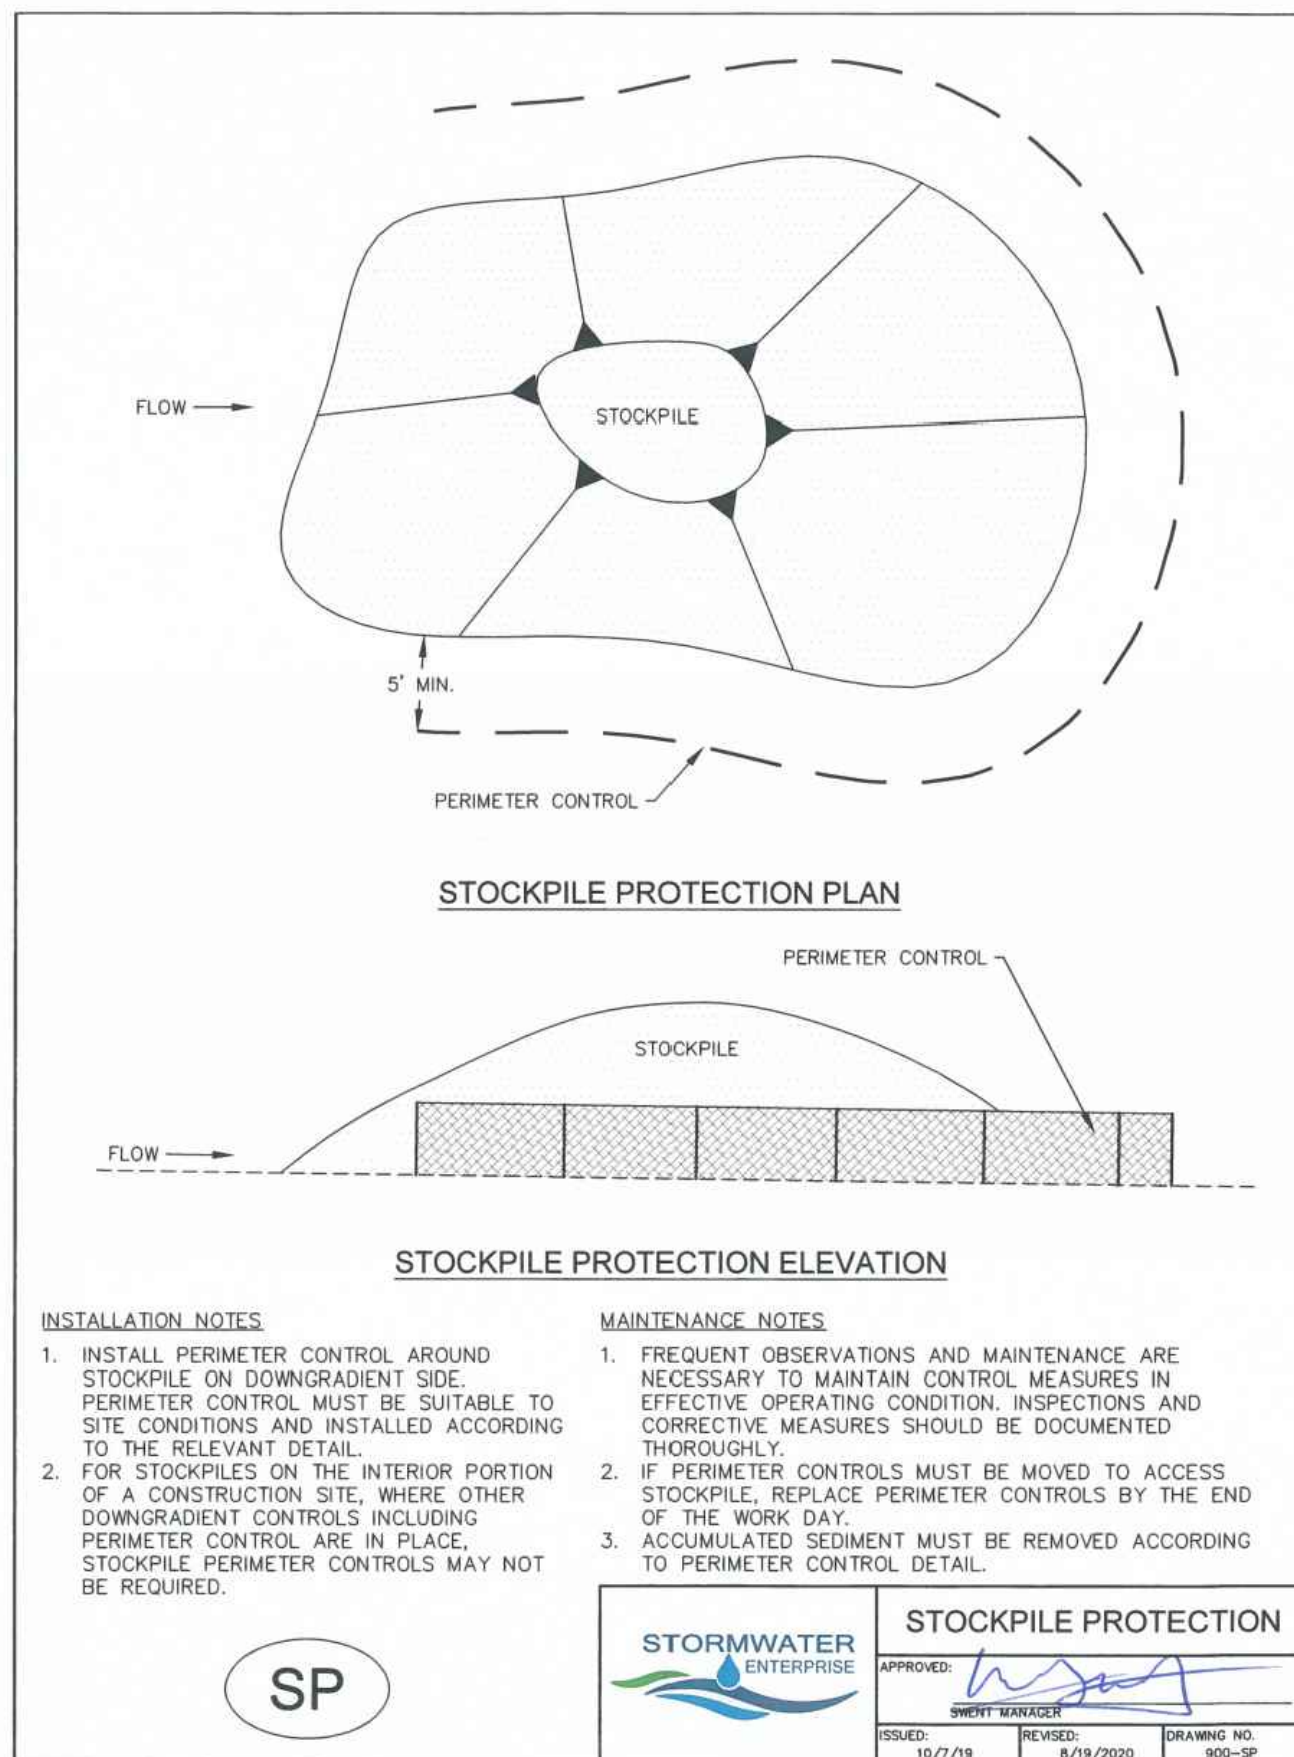 FLOW
STOCKPILE
5' MIN.
PERIMETER CONTROL
STOCKPILE PROTECTION PLAN
PERIMETER CONTROL
STOCKPILE
FLOW
STOCKPILE PROTECTION ELEVATION
INSTALLATION NOTES
1. INSTALL PERIMETER CONTROL AROUND
STOCKPILE ON DOWNGRADIENT SIDE.
PERIMETER CONTROL MUST BE SUITABLE TO
SITE CONDITIONS AND INSTALLED ACCORDING
TO THE RELEVANT DETAIL.
2. FOR STOCKPILES ON THE INTERIOR PORTION
OF A CONSTRUCTION SITE, WHERE OTHER
DOWNGRADIENT CONTROLS INCLUDING
PERIMETER CONTROL ARE IN PLACE,
STOCKPILE PERIMETER CONTROLS MAY NOT
BE REQUIRED.
MAINTENANCE NOTES
1. FREQUENT OBSERVATIONS AND MAINTENANCE ARE
NECESSARY TO MAINTAIN CONTROL MEASURES IN
EFFECTIVE OPERATING CONDITION. INSPECTIONS AND
CORRECTIVE MEASURES SHOULD BE DOCUMENTED
THOROUGHLY.
2. IF PERIMETER CONTROLS MUST BE MOVED TO ACCESS
STOCKPILE, REPLACE PERIMETER CONTROLS BY THE END
OF THE WORK DAY.
3. ACCUMULATED SEDIMENT MUST BE REMOVED ACCORDING
TO PERIMETER CONTROL DETAIL.
SP
STORMWATER
ENTERPRISE
STOCKPILE PROTECTION
APPROVED:
SWENT MANAGER
ISSUED:
10/7/19
REVISED:
8/19/2020
DRAWING NO.
900-SP